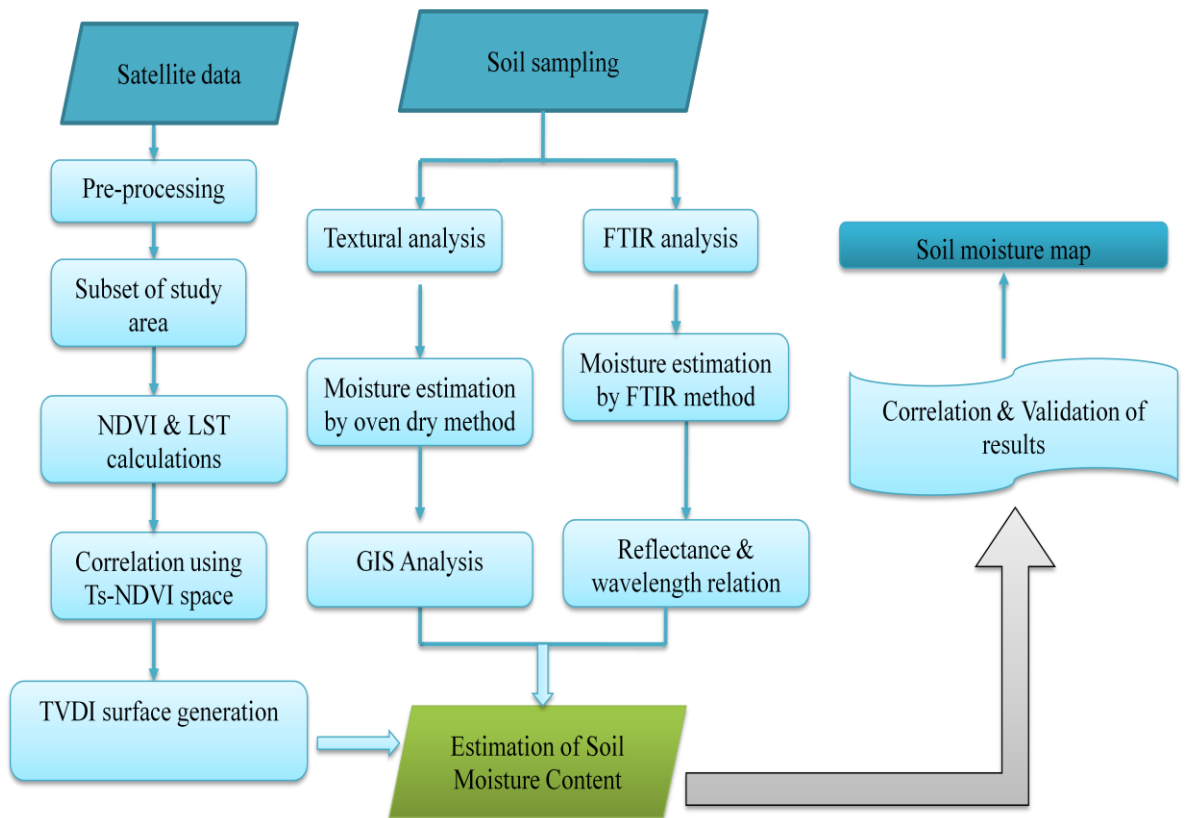 Satellite data
Pre-processing
Subset of study
area
NDVI & LST
calculations
Correlation using
Ts-NDVI space
TVDI surface generation
Soil sampling
Textural analysis
Moisture estimation
by oven dry method
GIS Analysis
FTIR analysis
Moisture estimation
by FTIR method
Reflectance &
wavelength relation
Estimation of Soil
Moisture Content
Correlation & Validation of
results
Soil moisture map